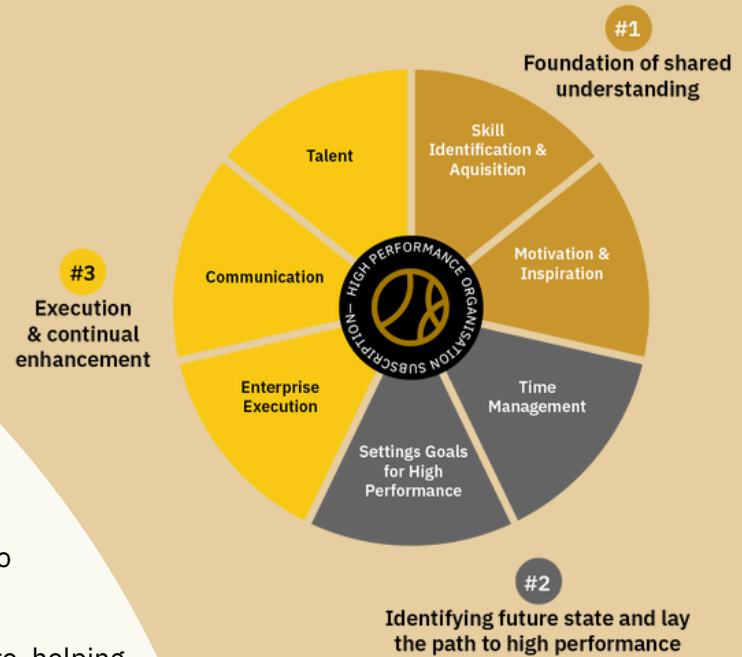 #1
Foundation of shared
understanding
Skill
Identification &
Aquisition
Motivation &
Inspiration
Talent
Communication
Enterprise
Execution
Time
Management
Settings Goals
for High
Performance
HIGH PERFORMANCE ORGANISATION SUBSCRIPTION—
#3
Execution
& continual
enhancement
#2
Identifying future state and lay
the path to high performance
o
helping